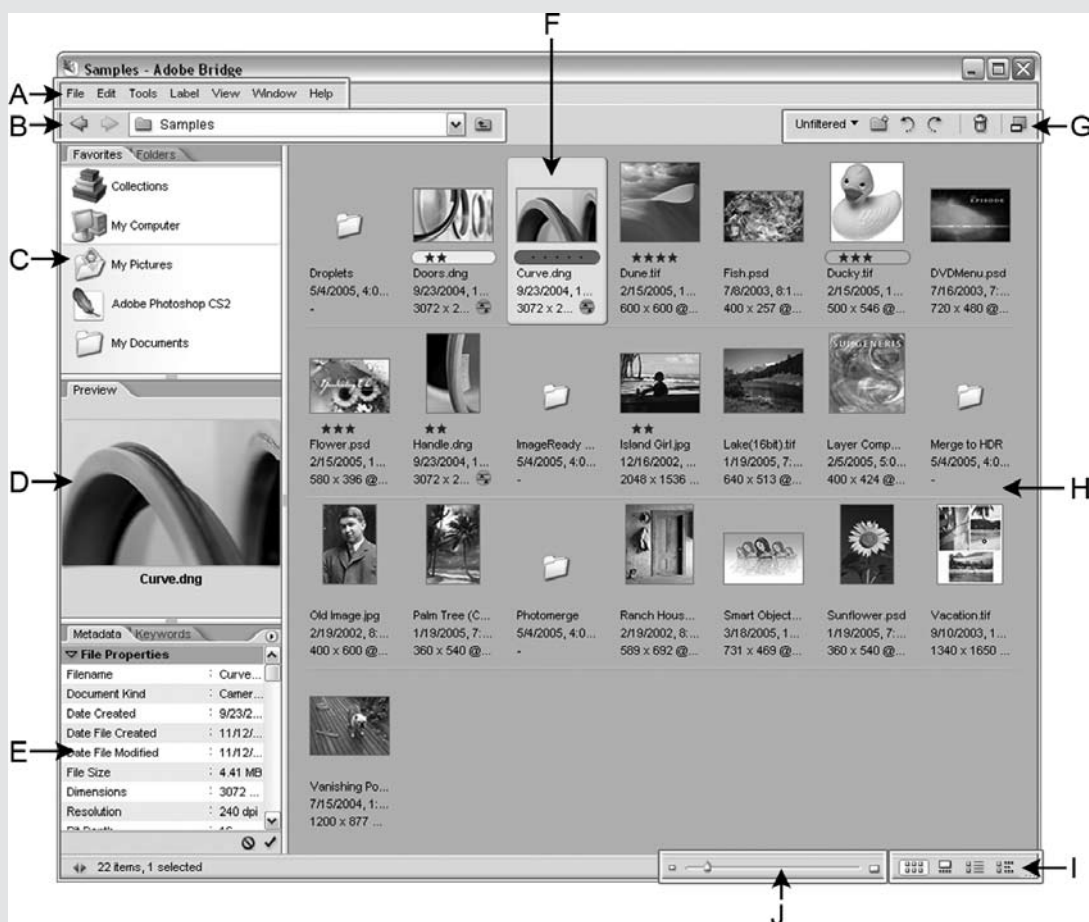 F
Samples - Adobe Bridge
A
File Edit Tools Label View Window Help
B
Samples
Unfiltered
G
Favorites Folders
Collections
My Computer
C
My Pictures
Adobe Photoshop CS2
My Documents
Droplets
5/4/2005, 4:0...
-
Doors.dng
9/23/2004, 1...
3072 x 2...
Curve.dng
9/23/2004, 1...
3072 x 2...
Dune.tif
2/15/2005, 1...
600 x 600 @...
Fish.psd
7/8/2003, 8:1...
400 x 257 @...
Ducky.tif
2/15/2005, 1...
500 x 546 @...
EPISODE
DVDMenu.psd
7/16/2003, 7:...
720 x 480 @...
Flower.psd
2/15/2005, 1...
580 x 396 @...
Handle.dng
9/23/2004, 1...
3072 x 2...
ImageReady ...
5/4/2005, 4:0...
-
Island Girl.jpg
12/16/2002, ...
2048 x 1536 ...
Lake(16bit).tif
1/19/2005, 7:...
640 x 513 @...
SUIGENERIS
Layer Comp...
2/5/2005, 5:0...
400 x 424 @...
Merge to HDR
5/4/2005, 4:0...
-
H
Old Image.jpg
2/19/2002, 8:...
400 x 600 @...
Palm Tree (C...
1/19/2005, 7:...
360 x 540 @...
Photomerge
5/4/2005, 4:0...
-
Ranch Hous...
2/19/2002, 8:...
589 x 692 @...
Smart Object...
3/18/2005, 1...
731 x 469 @...
Sunflower.psd
1/19/2005, 7:...
360 x 540 @...
Vacation.tif
9/10/2003, 1...
1340 x 1650 ...
Vanishing Po...
7/15/2004, 1:...
1200 x 877 ...
Preview
D
Curve.dng
Metadata Keywords
File Properties
Filename : Curve...
Document Kind : Camer...
Date Created : 9/23/2...
Date File Created : 11/12/...
E
Date File Modified : 11/12/...
File Size : 4.41 MB
Dimensions : 3072 ...
Resolution : 240 dpi
22 items, 1 selected
I
J